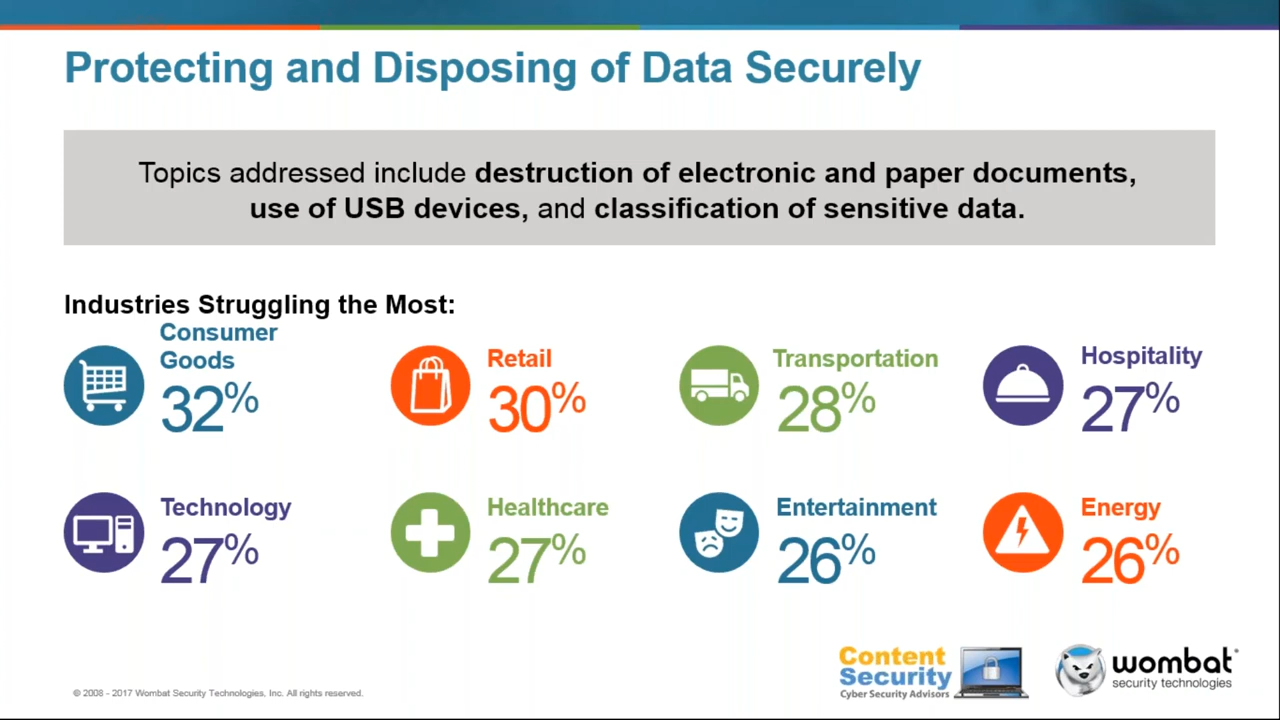 Protecting and Disposing of Data Securely
Topics addressed include destruction of electronic and paper documents,
use of USB devices, and classification of sensitive data.
Industries Struggling the Most:
Consumer
Goods
32%
Retail
30%
Transportation
28%
Hospitality
27%
Technology
27%
Healthcare
27%
Entertainment
26%
Energy
26%
© 2008 - 2017 Wombat Security Technologies, Inc. All rights reserved.
Content
Security
Cyber Security Advisors
wombat®
security technologies